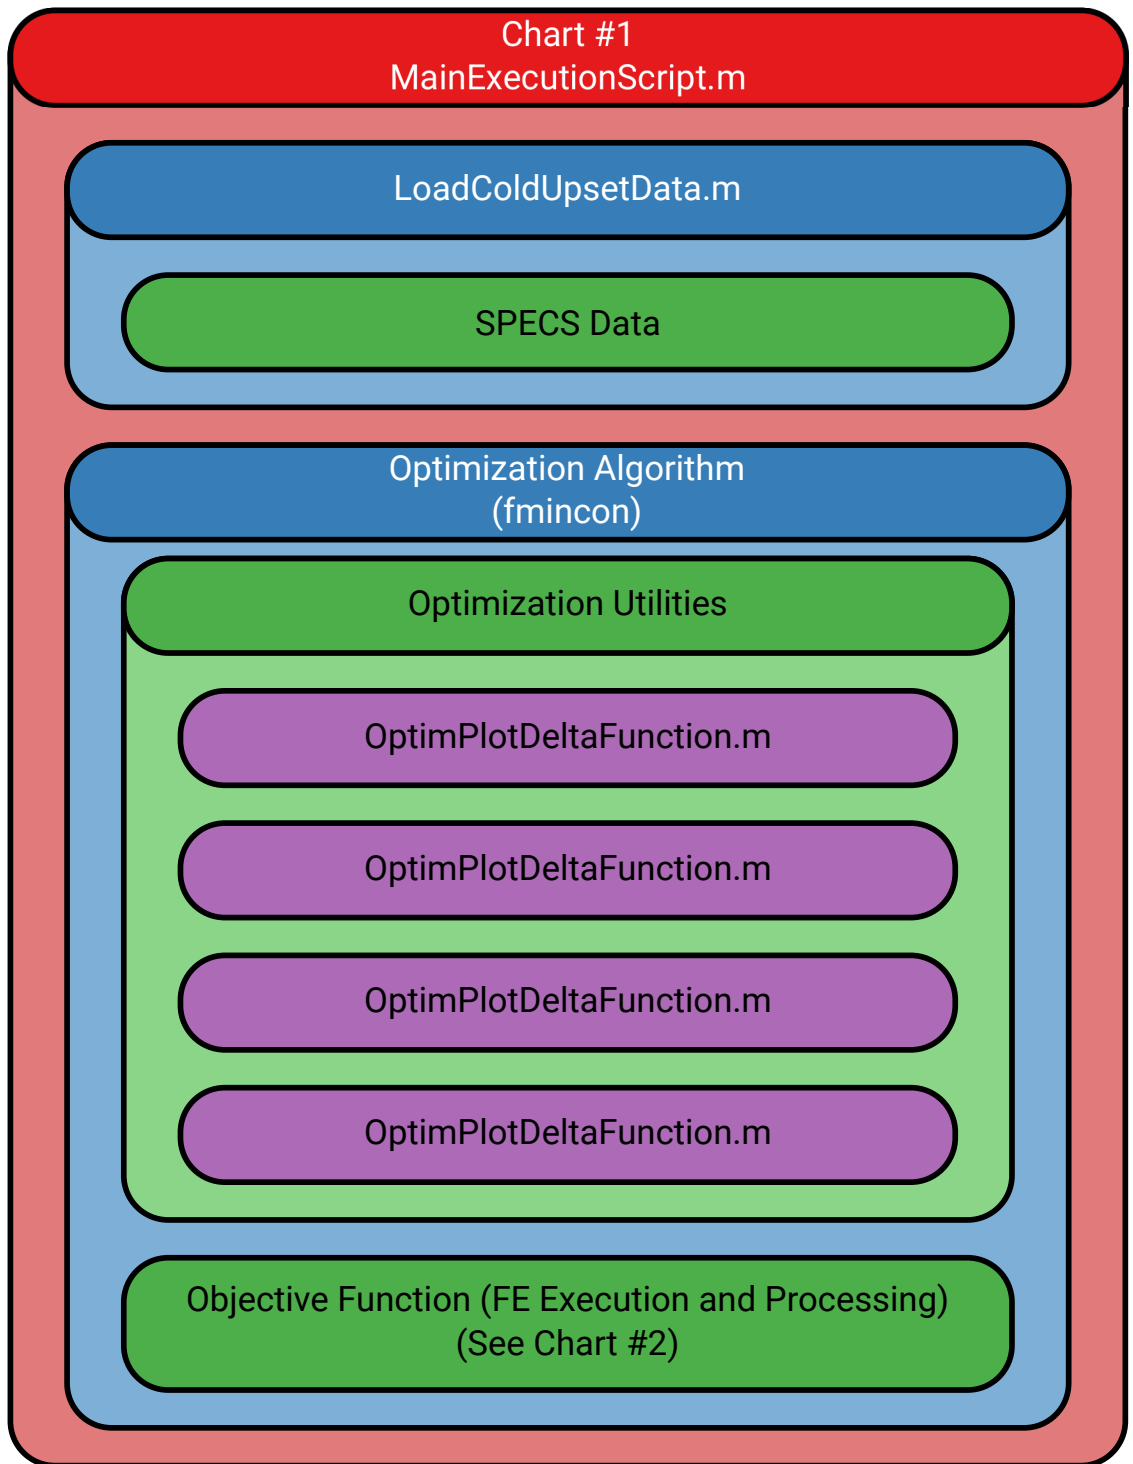 Chart #1
MainExecutionScript.m
LoadColdUpsetData.m
SPECS Data
Optimization Algorithm
(fmincon)
Optimization Utilities
OptimPlotDeltaFunction.m
OptimPlotDeltaFunction.m
OptimPlotDeltaFunction.m
OptimPlotDeltaFunction.m
Objective Function (FE Execution and Processing)
(See Chart #2)